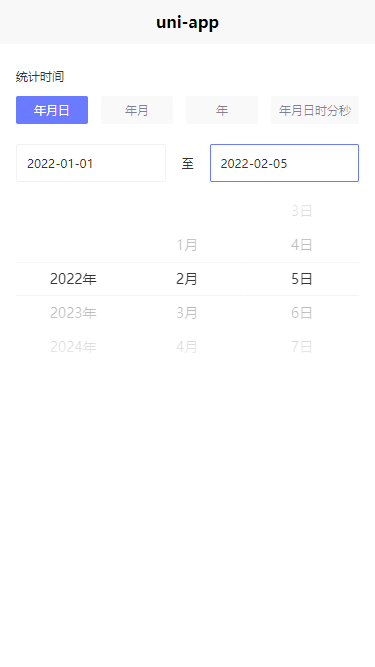 uni-app
统计时间
年月日 年月 年 年月日时分秒
2022-01-01 至 2022-02-05
3日
1月 4日
2022年 2月 5日
2023年 3月 6日
2024年 4月 7日